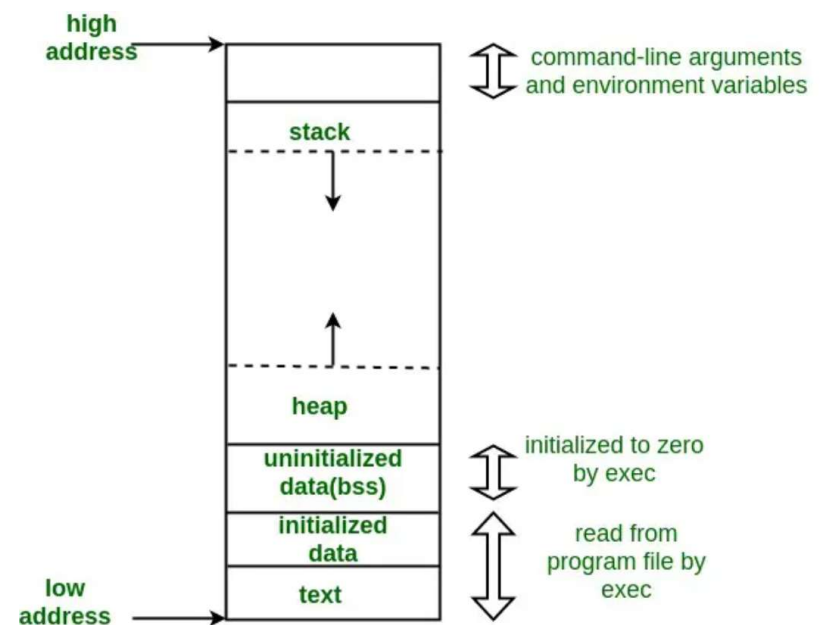 high
address
command-line arguments
and environment variables
stack
heap
uninitialized
data(bss)
initialized to zero
by exec
initialized
data
read from
program file by
exec
text
low
address